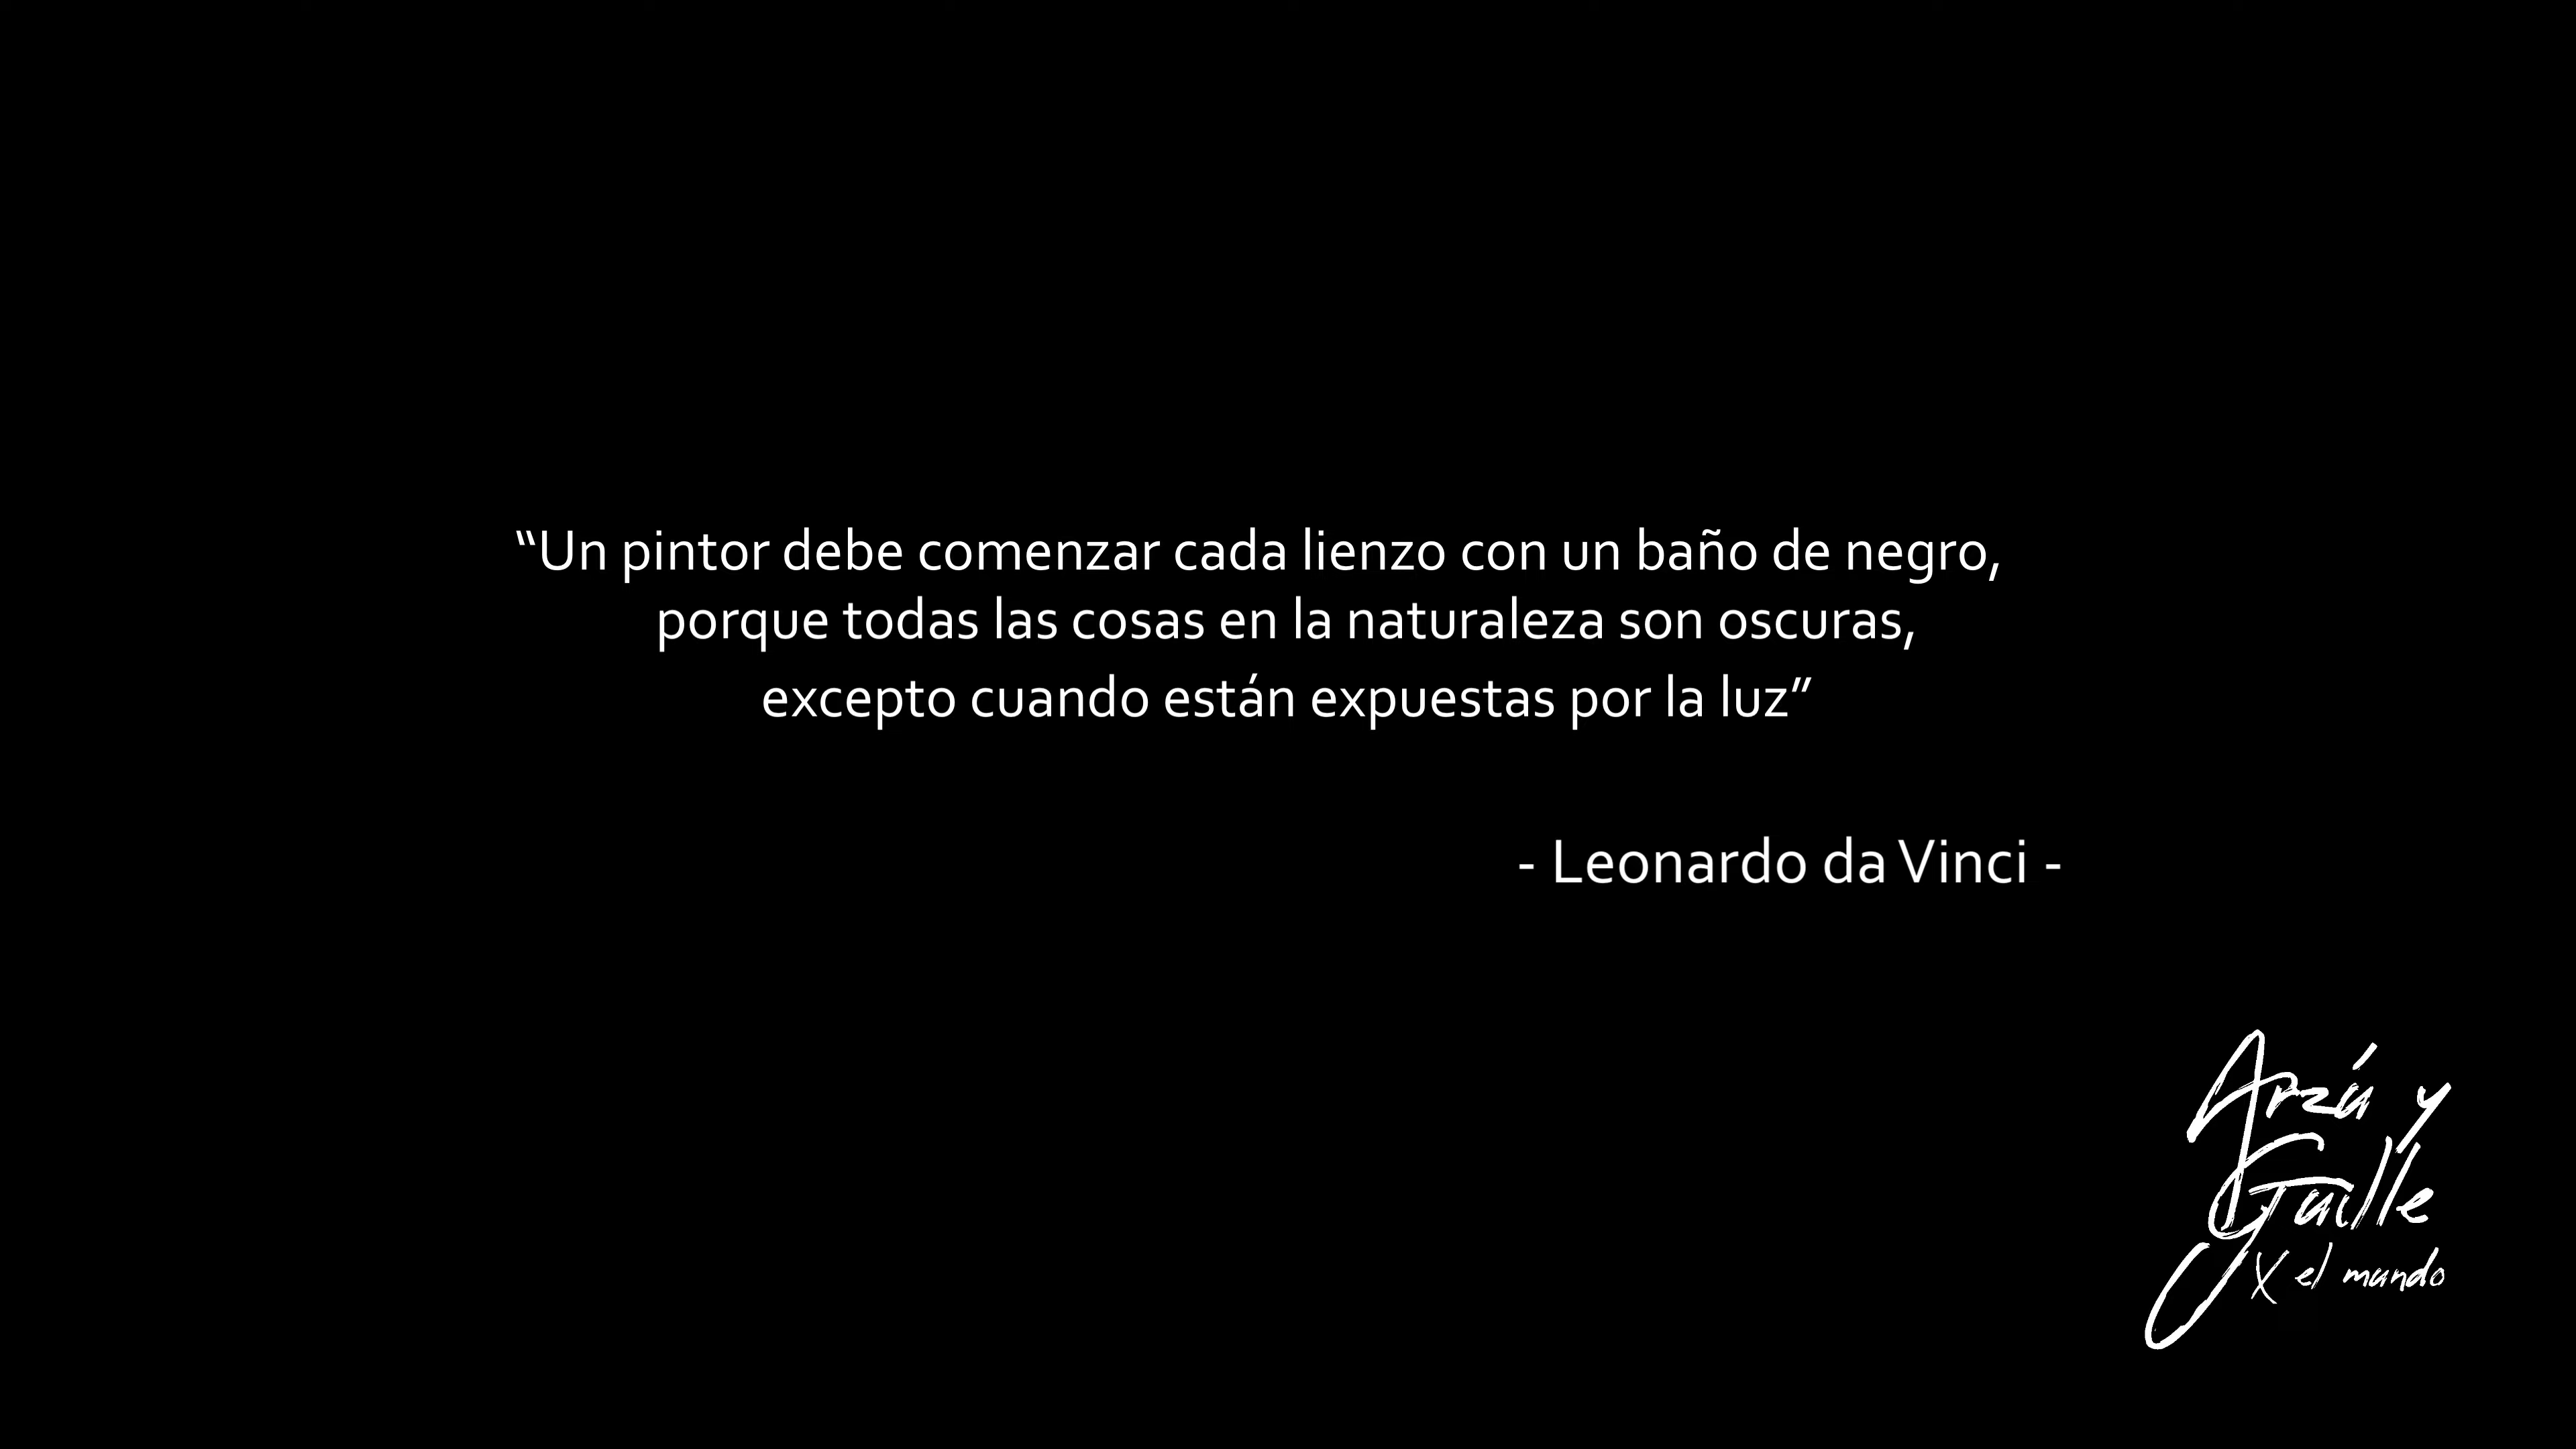 “Un pintor debe comenzar cada lienzo con un baño de negro,
porque todas las cosas en la naturaleza son oscuras,
excepto cuando están expuestas por la luz”
- Leonardo da Vinci -
Arzú y
Guille
x el mundo